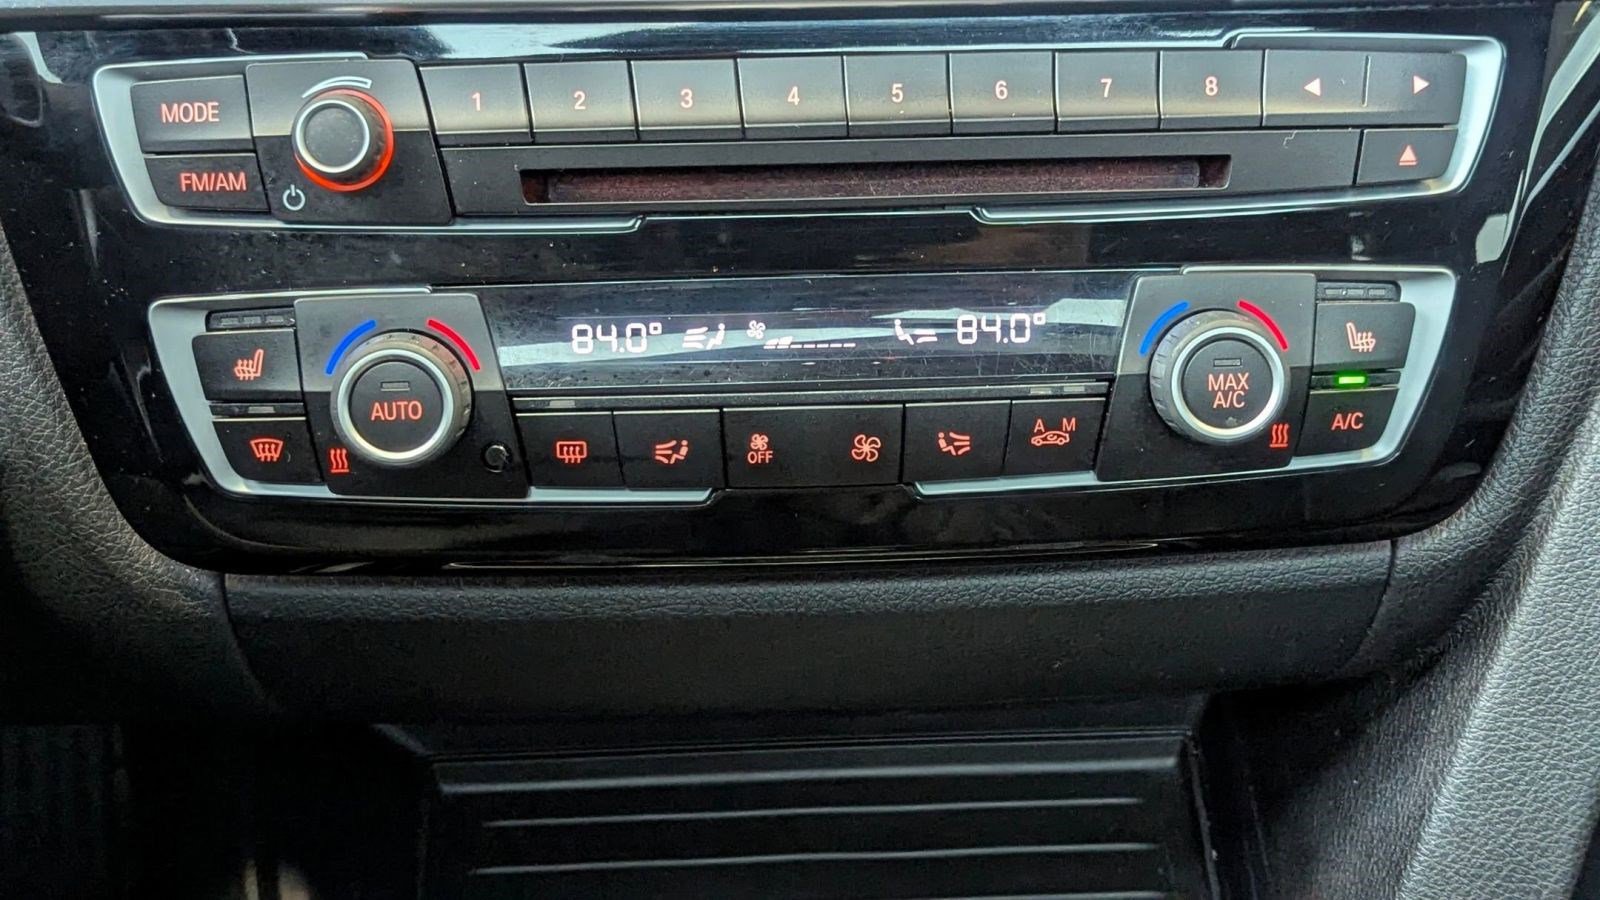 MODE
1 2 3 4 5 6 7 8
FM/AM
84.0° 84.0°
AUTO
MAX
A/C
A M
OFF
A/C